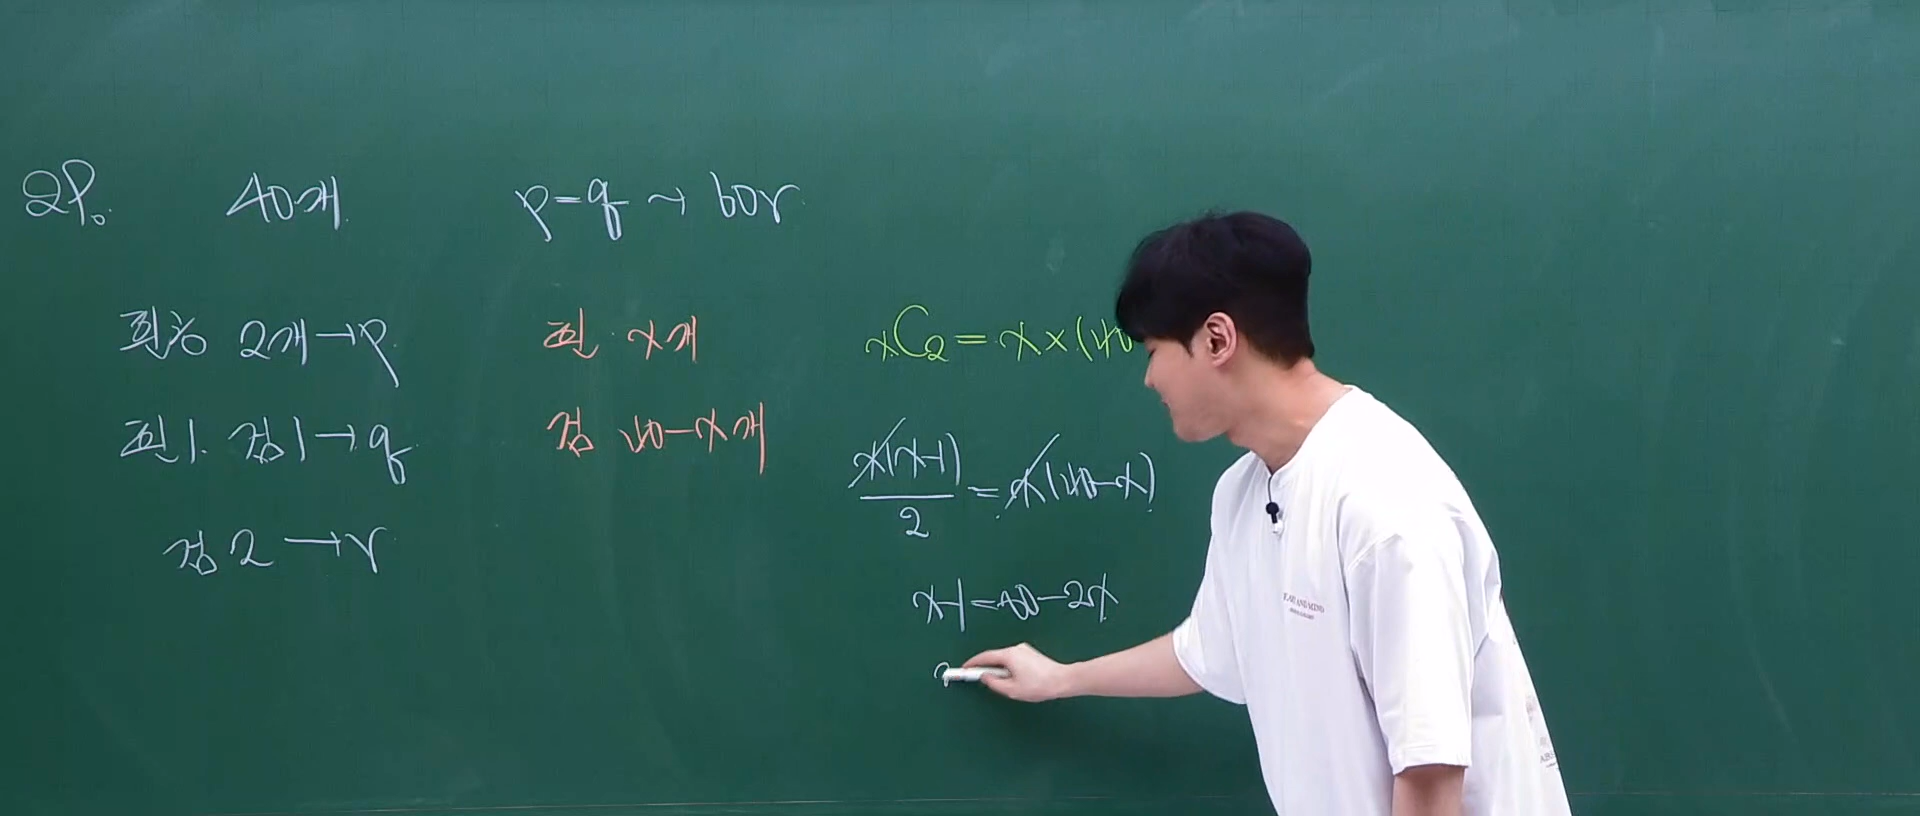 29. 40개 p=q → 60r
흰공 2개→p
흰1. 검1→q
검2→r
흰 x개
검 40-x개
xC2=x×(40
x(x-1)/2=x(40-x)
x-1=80-2x